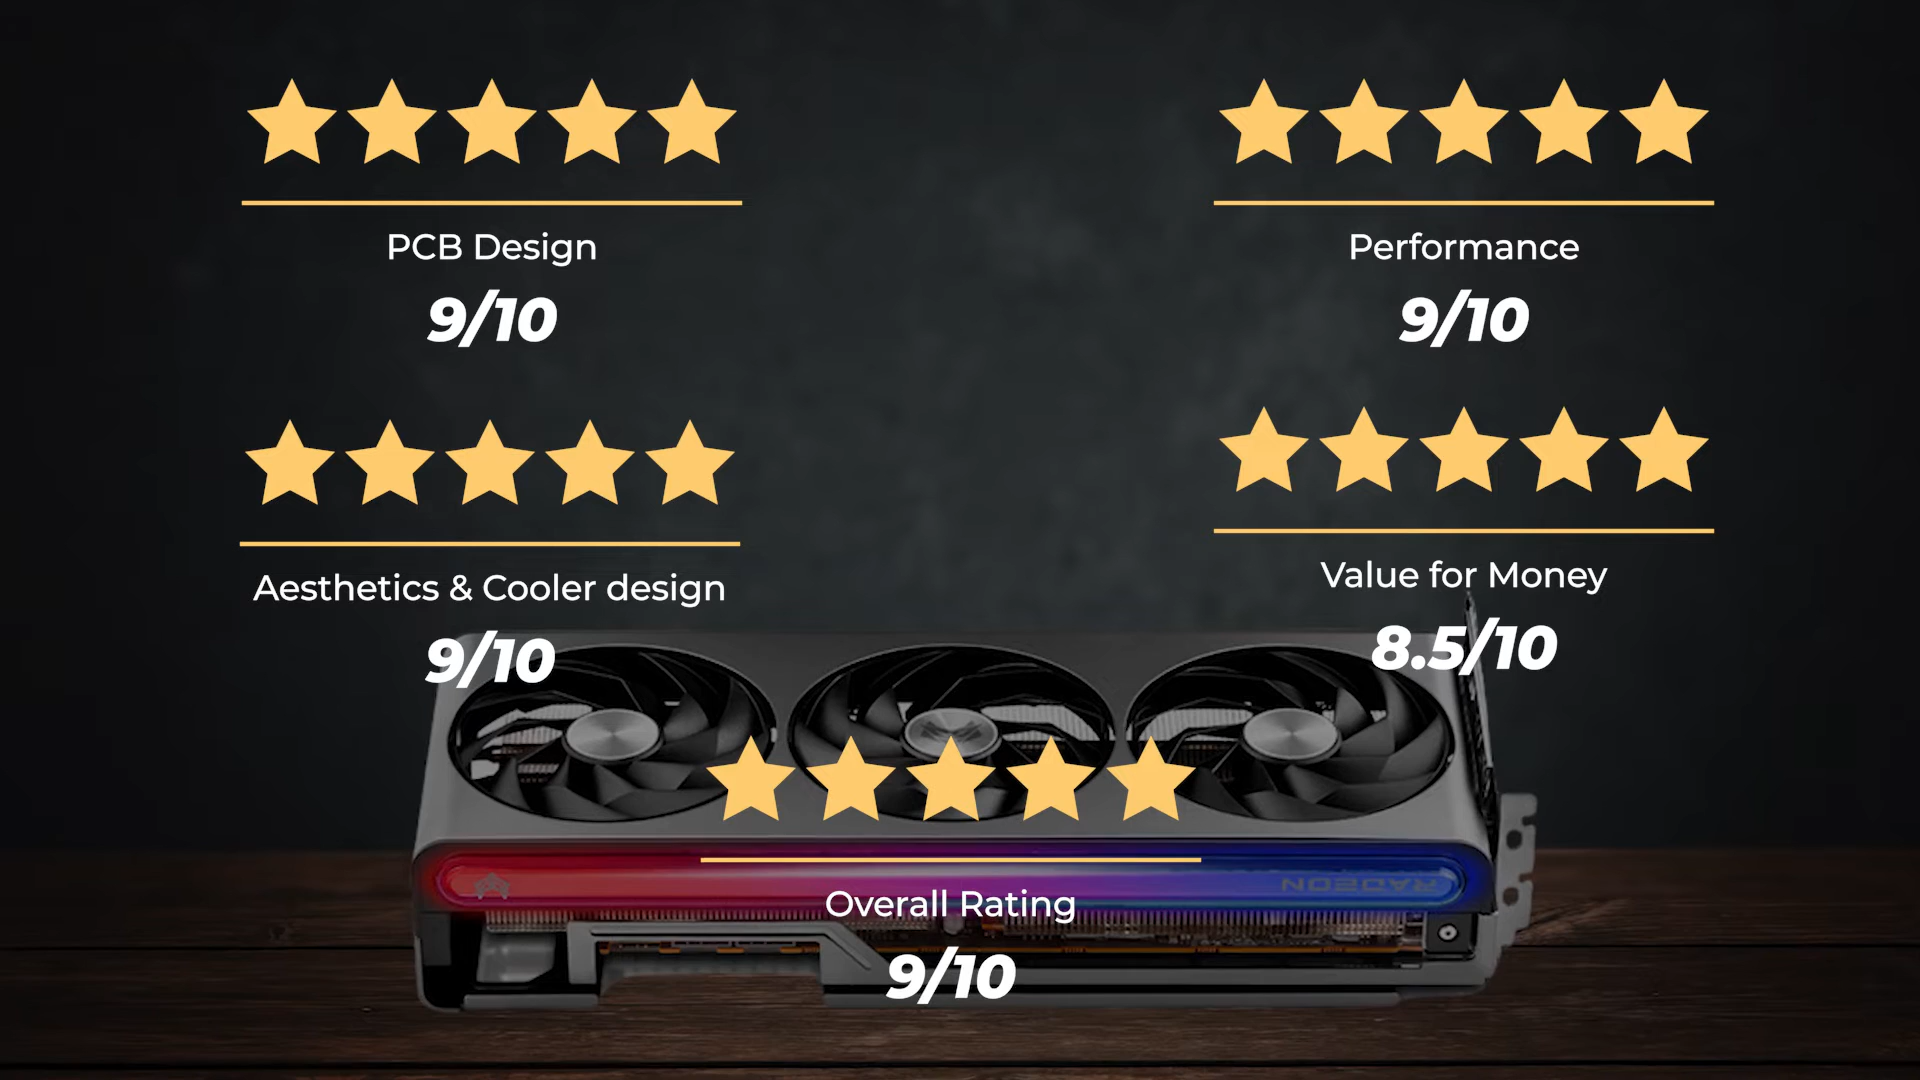 PCB Design
9/10
Performance
9/10
Aesthetics & Cooler design
9/10
Value for Money
8.5/10
RADEON
Overall Rating
9/10